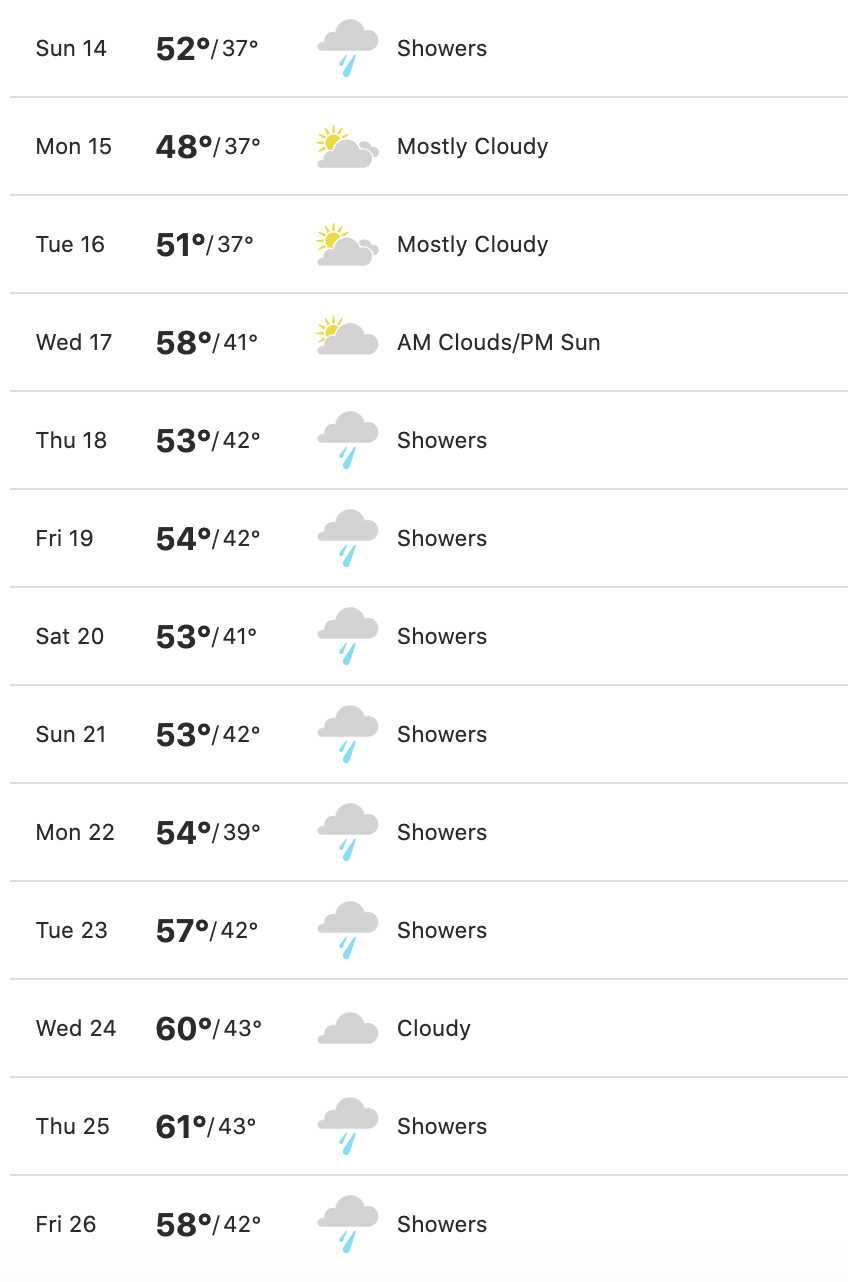 Sun 14 52°/37° Showers
Mon 15 48°/37° Mostly Cloudy
Tue 16 51°/37° Mostly Cloudy
Wed 17 58°/41° AM Clouds/PM Sun
Thu 18 53°/42° Showers
Fri 19 54°/42° Showers
Sat 20 53°/41° Showers
Sun 21 53°/42° Showers
Mon 22 54°/39° Showers
Tue 23 57°/42° Showers
Wed 24 60°/43° Cloudy
Thu 25 61°/43° Showers
Fri 26 58°/42° Showers